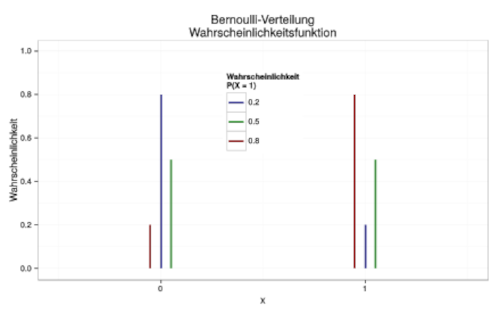 Bernoulli-Verteilung
Wahrscheinlichkeitsfunktion
Wahrscheinlichkeit
P(X = 1)
0.2
0.5
0.8
Wahrscheinlichkeit
1.0
0.8
0.6
0.4
0.2
0.0
0
1
x